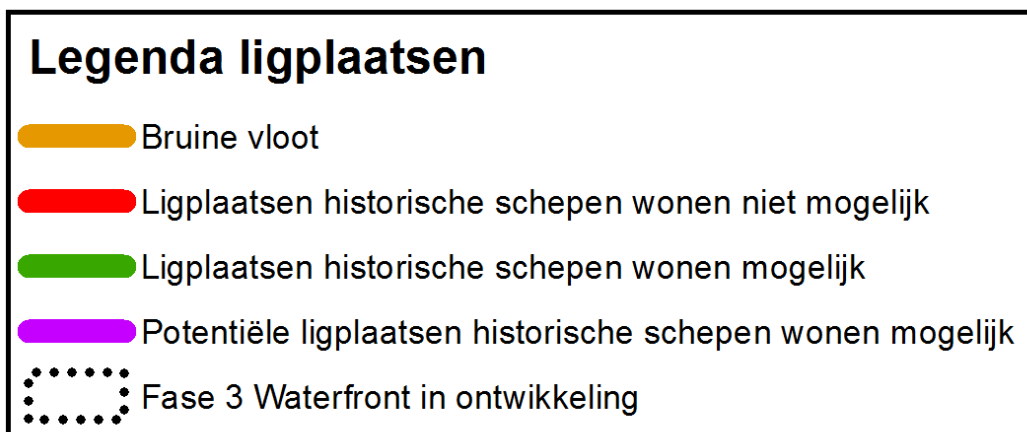 Legenda ligplaatsen
Bruine vloot
Ligplaatsen historische schepen wonen niet mogelijk
Ligplaatsen historische schepen wonen mogelijk
Potentiële ligplaatsen historische schepen wonen mogelijk
Fase 3 Waterfront in ontwikkeling